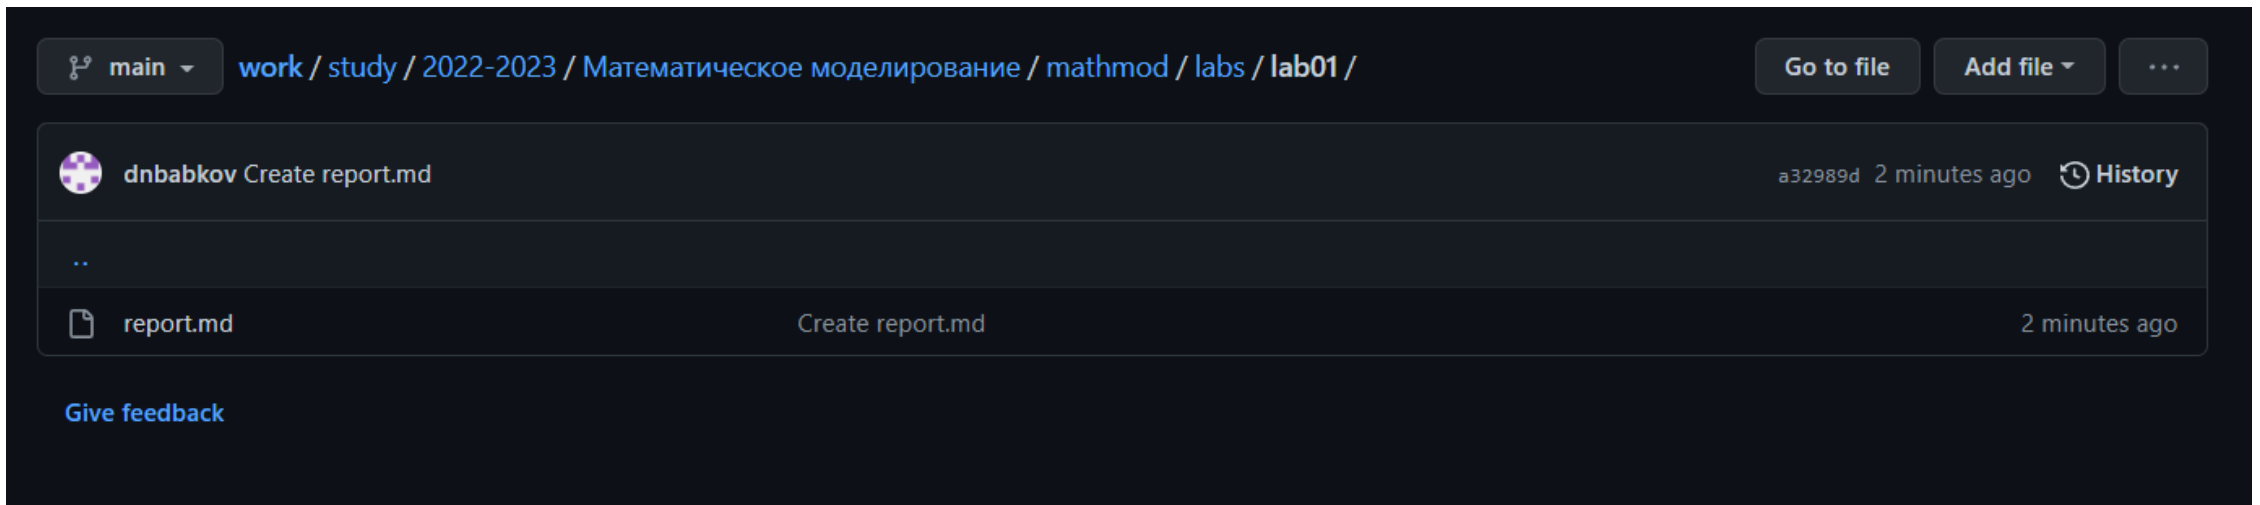 main work / study / 2022-2023 / Математическое моделирование / mathmod / labs / lab01 / Go to file Add file ...
dnbabkov Create report.md a32989d 2 minutes ago History
..
report.md Create report.md 2 minutes ago
Give feedback